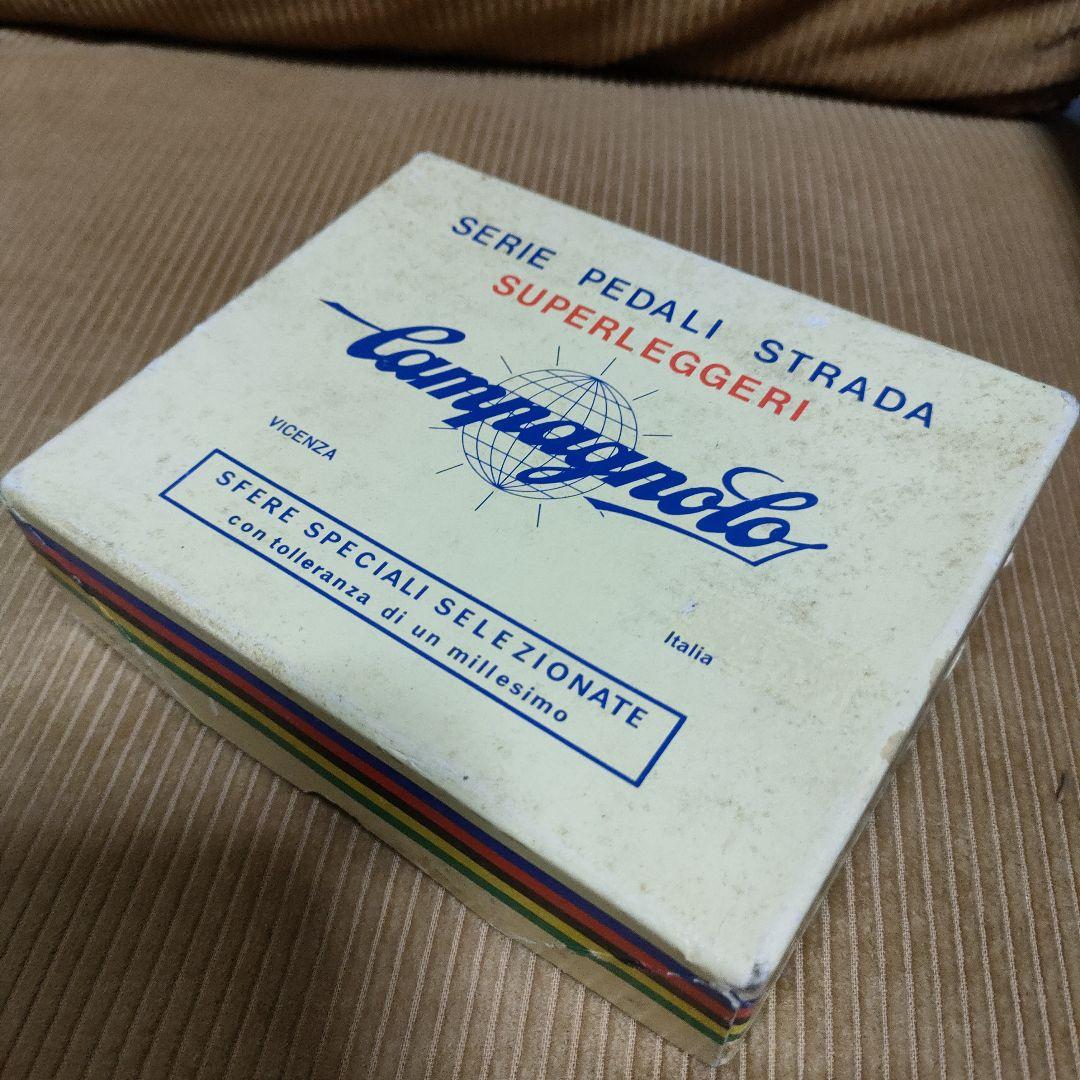 SERIE PEDALI STRADA
SUPERLEGGERI
Campagnolo
VICENZA
Italia
SFERE SPECIALI SELEZIONATE
con tolleranza di un millesimo